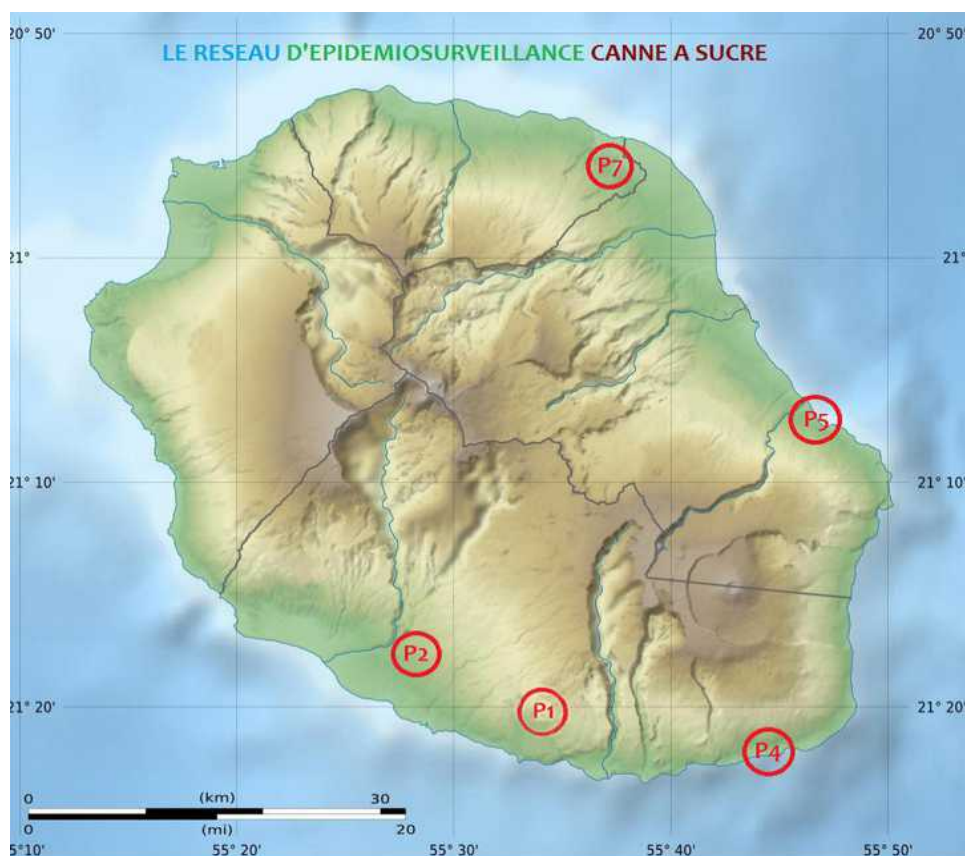 20° 50'
20° 50'
LE RESEAU D'EPIDEMIOSURVEILLANCE CANNE A SUCRE
P7
21°
21°
P5
21° 10'
21° 10'
P2
21° 20'
P1
21° 20'
P4
0 (km) 30
0 (mi) 20
5° 10'
55° 20'
55° 30'
55° 40'
55° 50'